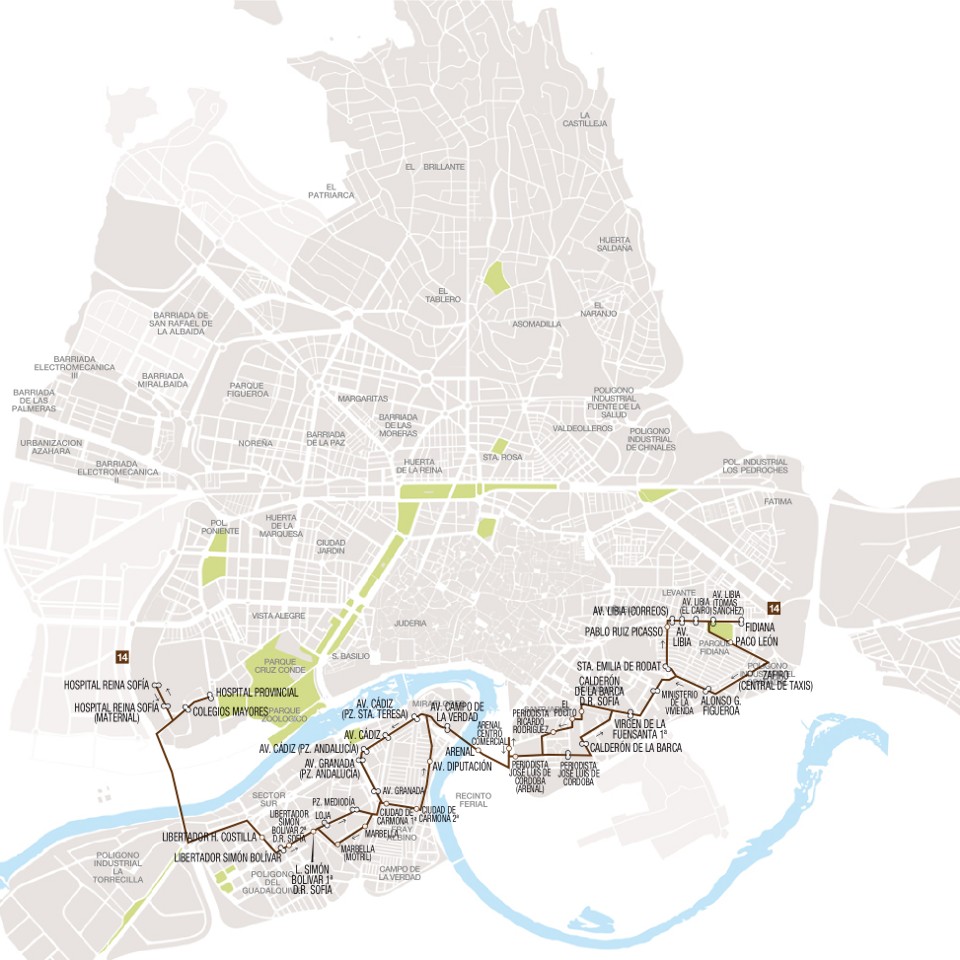 LA
CASTILLEJA
EL BRILLANTE
EL
PATRIARCA
HUERTA
SALDAÑA
EL
TABLERO
EL
NARANJO
ASOMADILLA
BARRIADA DE
SAN RAFAEL DE
LA ALBAIDA
BARRIADA
ELECTROMECANICA
III
BARRIADA
MIRALBAIDA
BARRIADA
DE LAS
PALMERAS
PARQUE
FIGUEROA
MARGARITAS
BARRIADA
DE LAS
MORERAS
POLIGONO
INDUSTRIAL
FUENTE DE LA
SALUD
VALDEOLLEROS
POLIGONO
INDUSTRIAL
DE CHINALES
URBANIZACION
AZAHARA
NOREÑA
BARRIADA
DE LA PAZ
BARRIADA
ELECTROMECANICA
II
HUERTA
DE LA REINA
STA. ROSA
POL. INDUSTRIAL
LOS PEDROCHES
FATIMA
POL.
PONIENTE
HUERTA
DE LA
MARQUESA
CIUDAD
JARDIN
VISTA ALEGRE
JUDERIA
S. BASILIO
PARQUE
CRUZ CONDE
PARQUE
ZOOLOGICO
LEVANTE
AV. LIBIA (CORREOS)
AV. LIBIA
(EL CAIRO)
AV. LIBIA
(TOMAS
SANCHEZ)
14
FIDIANA
PABLO RUIZ PICASSO
AV.
LIBIA
PACO LEÓN
PARQUE
FIDIANA
14
STA. EMILIA DE RODAT
ZAFIRO
(CENTRAL DE TAXIS)
HOSPITAL REINA SOFÍA
HOSPITAL PROVINCIAL
HOSPITAL REINA SOFÍA
(MATERNAL)
COLEGIOS MAYORES
CALDERÓN
DE LA BARCA
D.R. SOFÍA
MINISTERIO
DE LA
VIVIENDA
ALONSO G.
FIGUEROA
AV. CÁDIZ
(PZ. STA. TERESA)
AV. CAMPO DE
LA VERDAD
EL
POLITO
PERIODISTA
RICARDO
RODRÍGUEZ
VIRGEN DE LA
FUENSANTA 1ª
ARENAL
CENTRO
COMERCIAL
AV. CÁDIZ
AV. CÁDIZ (PZ. ANDALUCÍA)
ARENAL
CALDERÓN DE LA BARCA
AV. GRANADA
(PZ. ANDALUCÍA)
AV. DIPUTACIÓN
PERIODISTA
JOSÉ LUIS DE
CÓRDOBA
(ARENAL)
PERIODISTA
JOSÉ LUIS DE
CÓRDOBA
AV. GRANADA
SECTOR
SUR
RECINTO
FERIAL
PZ. MEDIODÍA
LOJA
LIBERTADOR
SIMÓN
BOLIVAR 2ª
D.R. SOFÍA
CIUDAD DE
CARMONA 1ª
CIUDAD DE
CARMONA 2ª
MARBELLA
FRAY
ALBINO
LIBERTADOR H. COSTILLA
MARBELLA
(MOTRIL)
LIBERTADOR SIMÓN BOLÍVAR
L. SIMÓN
BOLIVAR 1ª
D.R. SOFÍA
POLIGONO
INDUSTRIAL
LA
TORRECILLA
POLIGONO
DEL
CAMPO DE
LA VERDAD